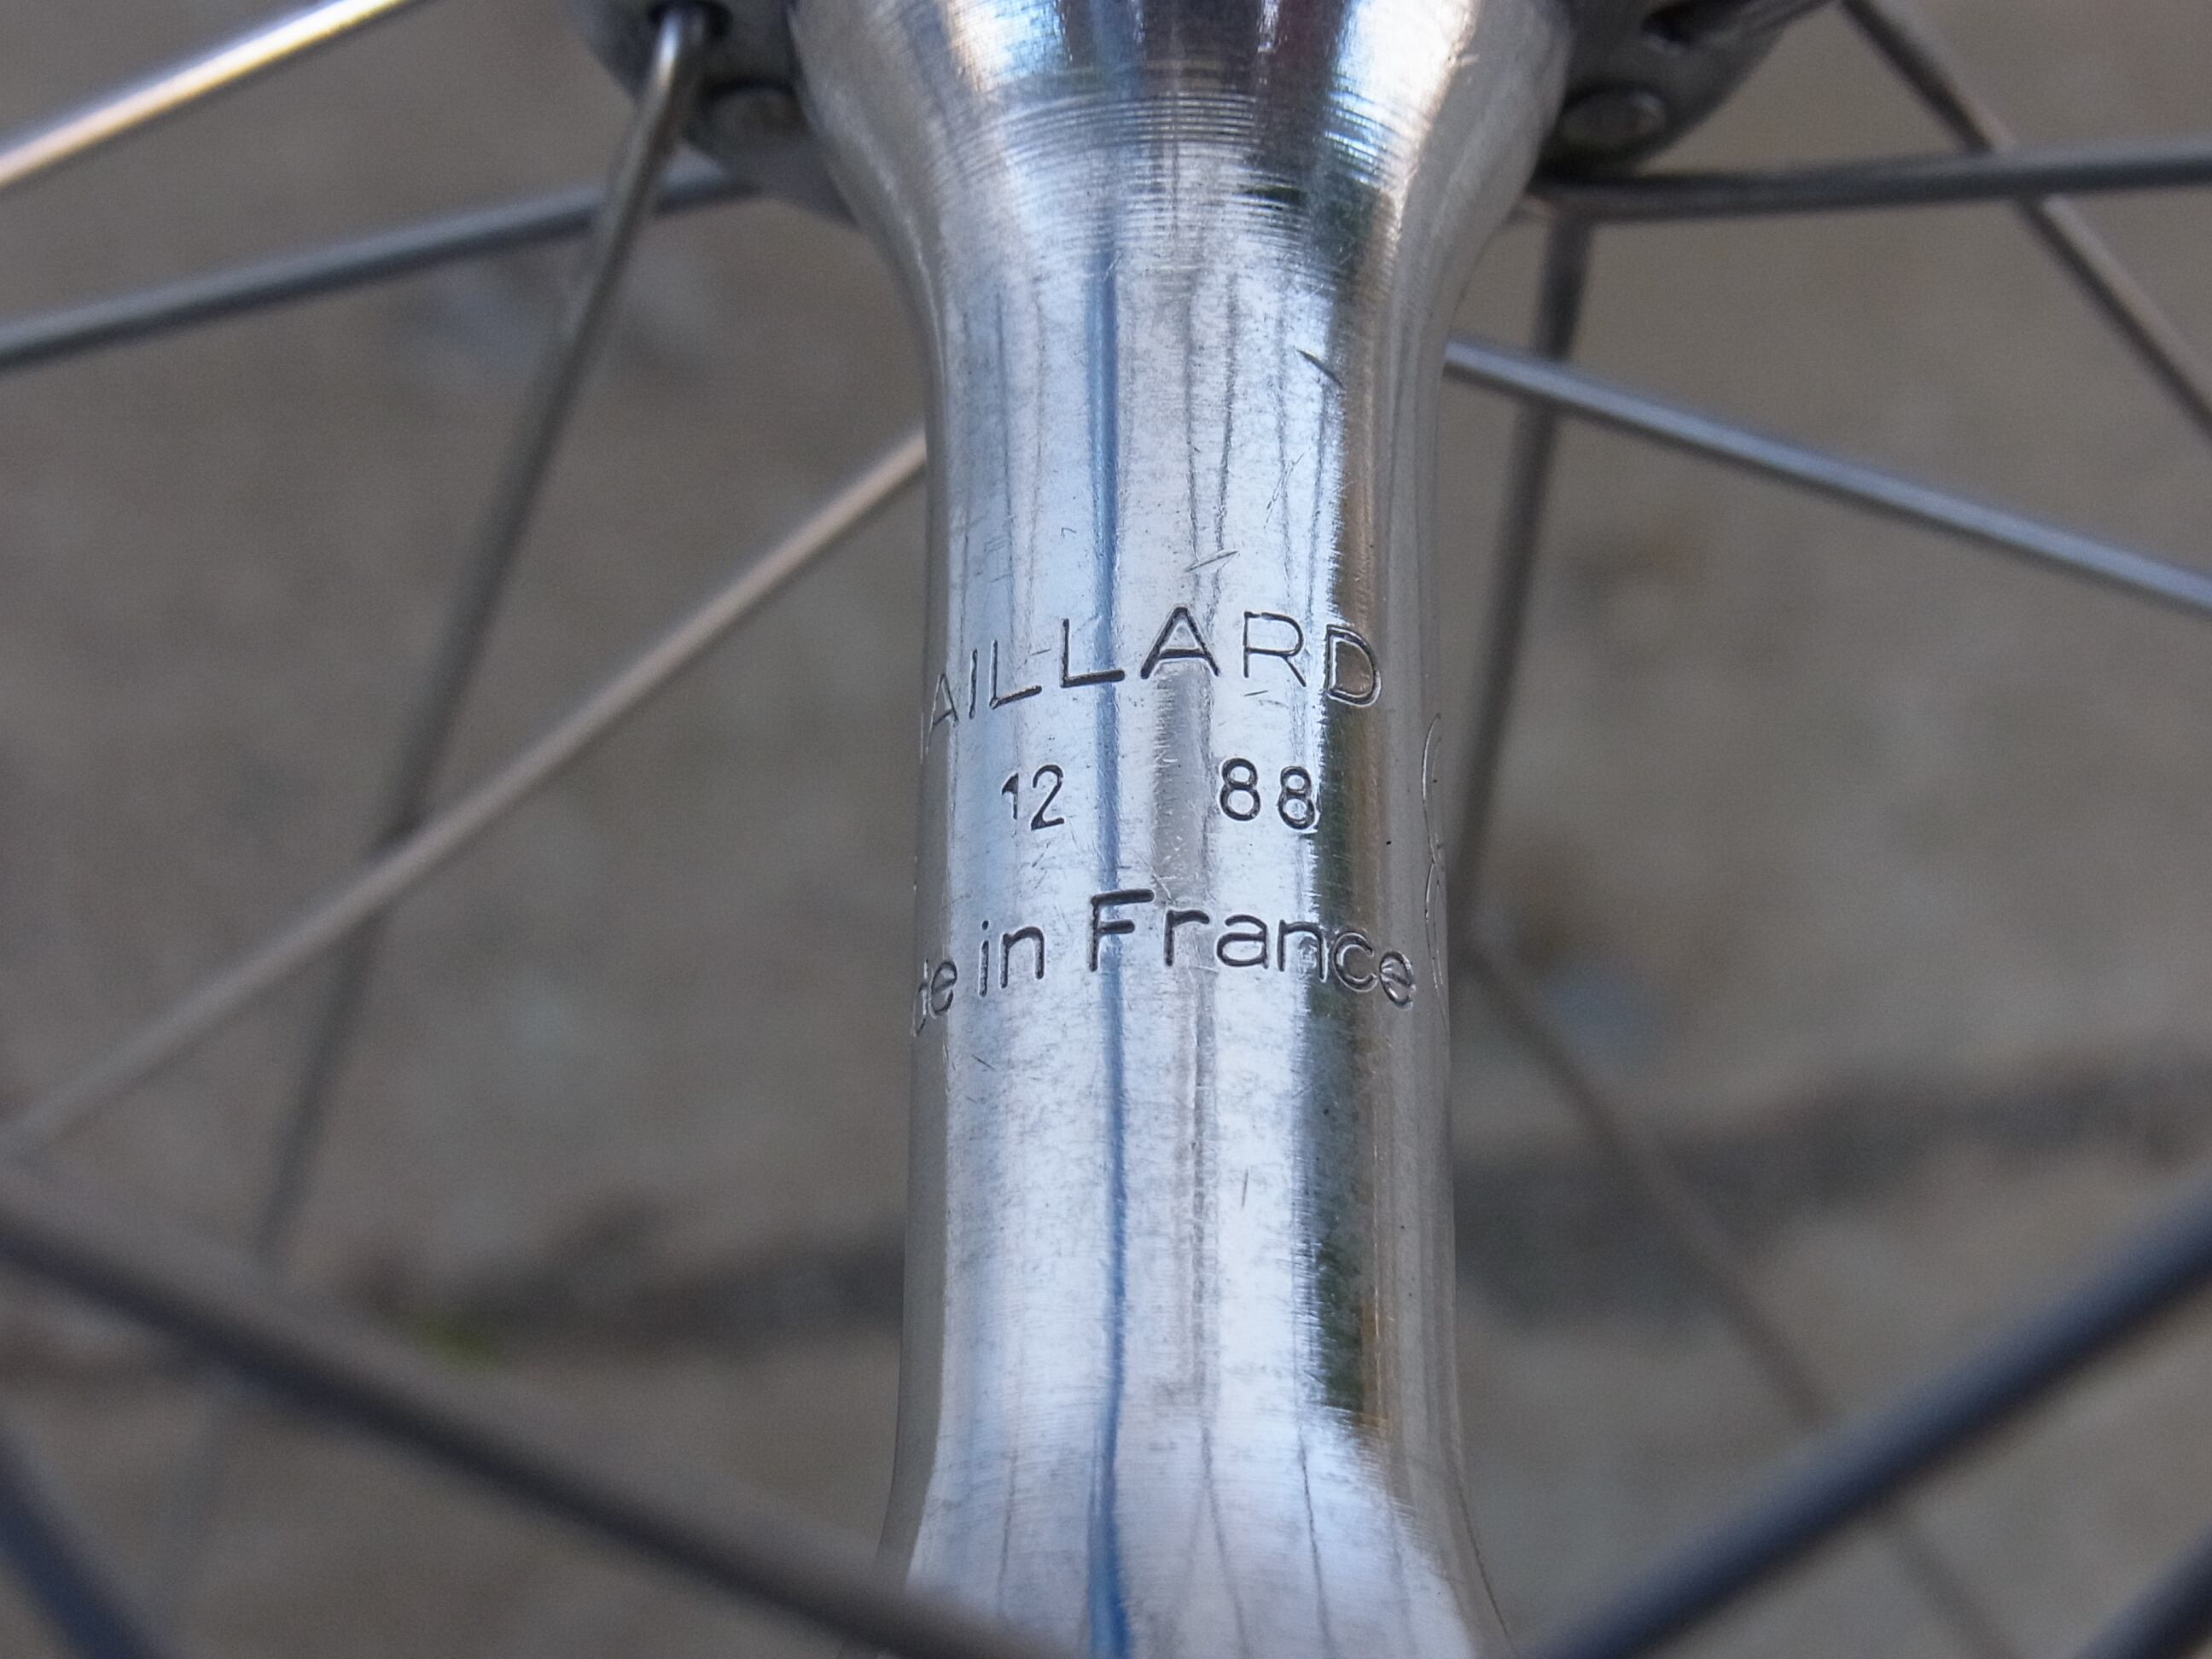 AILLARD
12 88
de in France